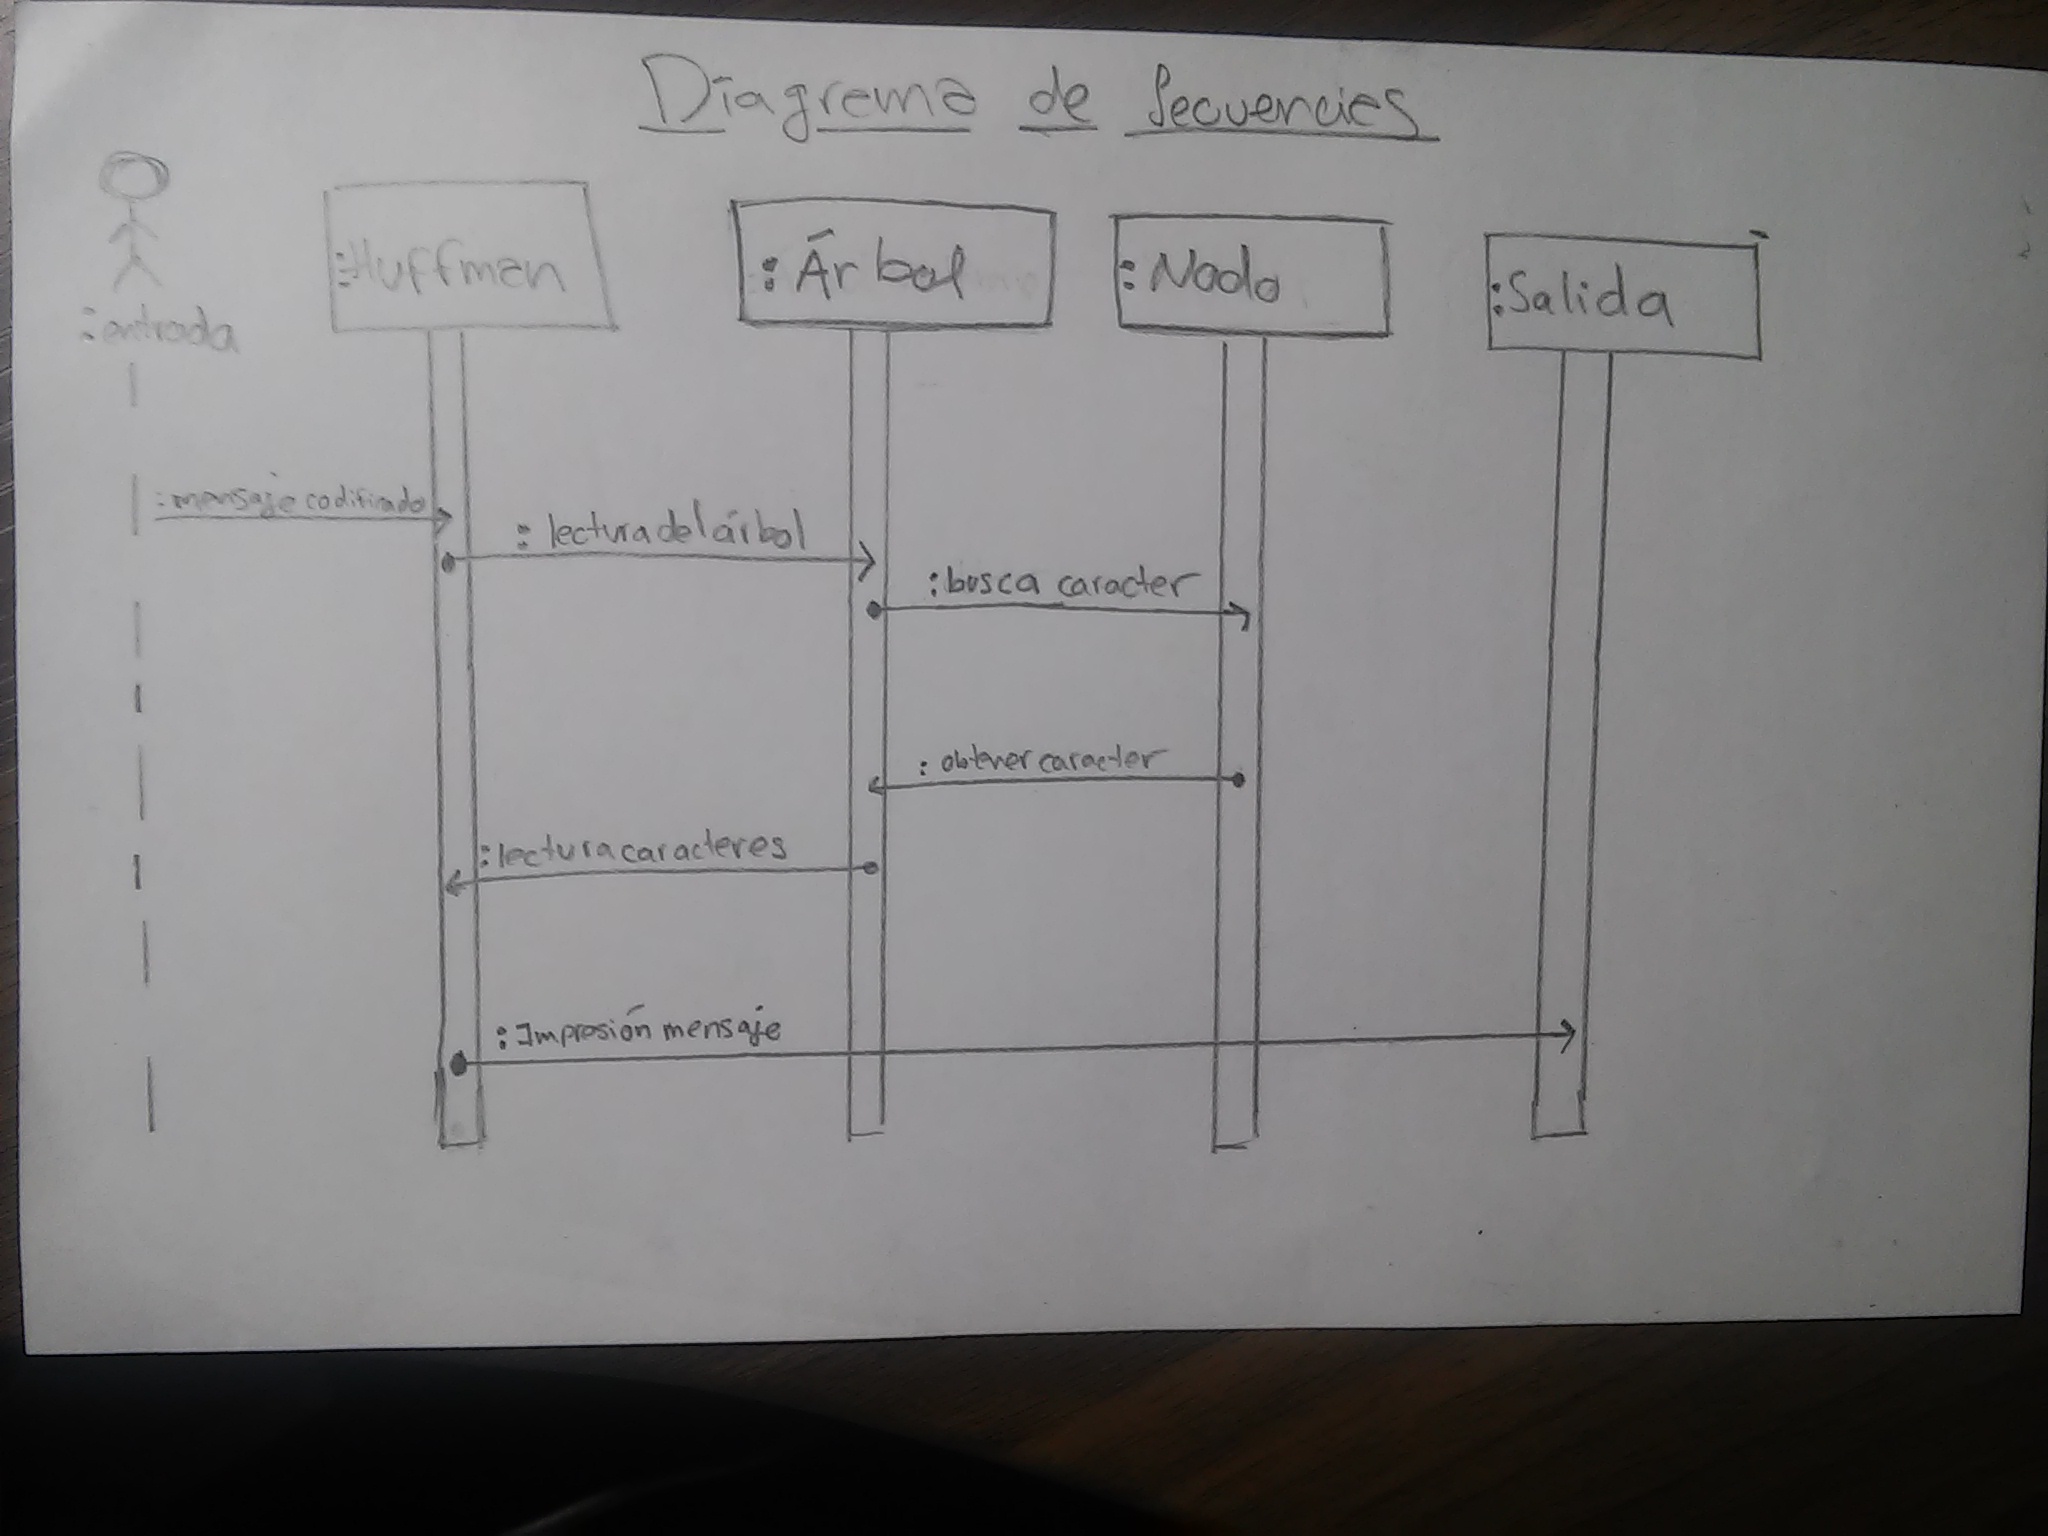 Diagrama de Secuencias
:entrada
:Huffman
:Árbol
:Nodo
:Salida
:mensaje codificado
: lectura del árbol
:busca caracter
: obtener caracter
:lectura caracteres
:Impresión mensaje